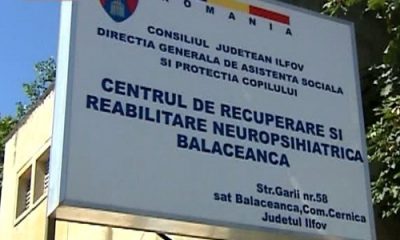 ROMANIA
CONSILIUL JUDETEAN ILFOV
DIRECTIA GENERALA DE ASISTENTA SOCIALA
SI PROTECTIA COPILULUI
CENTRUL DE RECUPERARE SI
REABILITARE NEUROPSIHIATRICA
BALACEANCA
Str.Garii nr.58
sat Balaceanca,Com.Cernica
Judetul Ilfov